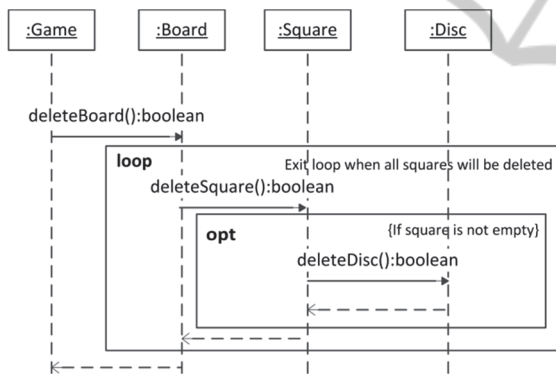 :Game
:Board
:Square
:Disc
deleteBoard():boolean
loop
Exit loop when all squares will be deleted
deleteSquare():boolean
opt
{If square is not empty}
deleteDisc():boolean